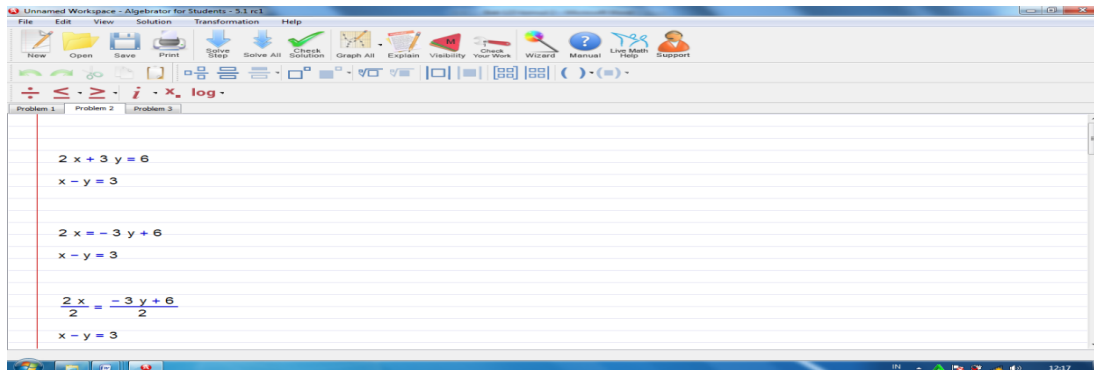 Unnamed Workspace - Algebrator for Students - 5.1 rc1
File Edit View Solution Transformation Help
New Open Save Print Solve Step Solve All Check Solution Graph All Explain Visibility Check Your Work Wizard Manual Live Math Help Support
÷ ≤ ≥ i x log
Problem 1 Problem 2 Problem 3
2 x + 3 y = 6
x − y = 3
2 x = − 3 y + 6
x − y = 3
2 x / 2 = − 3 y + 6 / 2
x − y = 3
IN 12:17